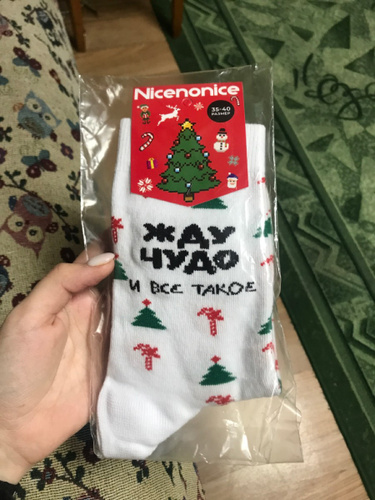 Nicenonice
35-40
РАЗМЕР
ЖДУ
ЧУДО
И ВСЕ ТАКОЕ